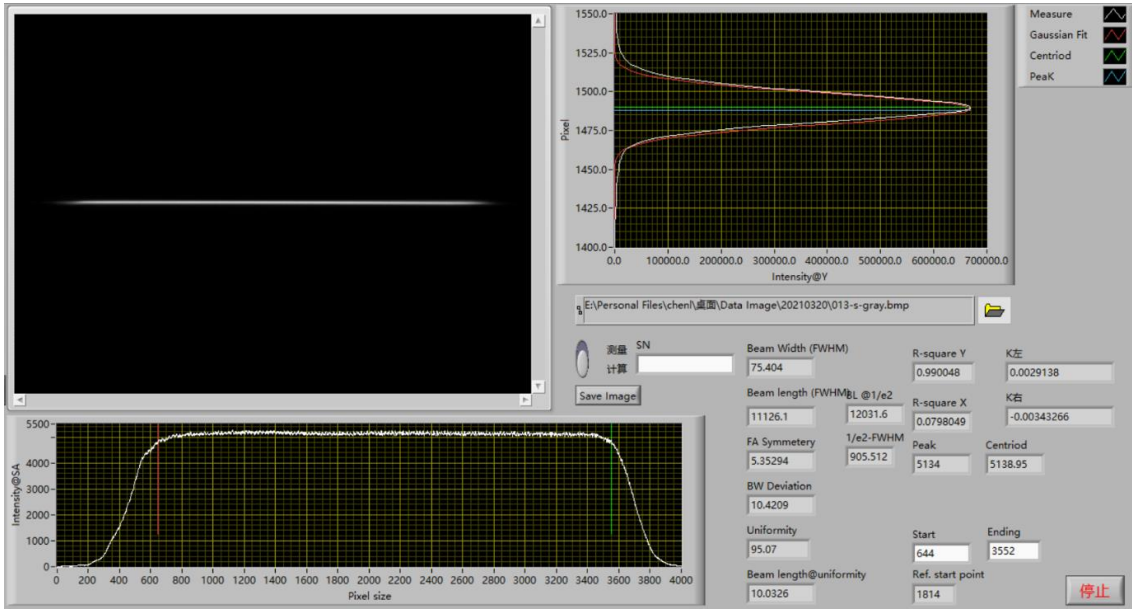 1550.0
1525.0
1500.0
1475.0
1450.0
1425.0
1400.0
Pixel
0.0 100000.0 200000.0 300000.0 400000.0 500000.0 600000.0 700000.0
Intensity@Y
Measure
Gaussian Fit
Centriod
PeaK
E:\Personal Files\chenl\桌面\Data Image\20210320\013-s-gray.bmp
测量
计算
SN
Save Image
Beam Width (FWHM)
75.404
R-square Y
0.990048
K左
0.0029138
Beam length (FWHM)
11126.1
BL @1/e2
12031.6
R-square X
0.0798049
K右
-0.00343266
FA Symmetery
5.35294
1/e2-FWHM
905.512
Peak
5134
Centriod
5138.95
BW Deviation
10.4209
Uniformity
95.07
Start
644
Ending
3552
Beam length@uniformity
10.0326
Ref. start point
1814
停止
5500
4000
3000
2000
1000
0
Intensity@SA
0 200 400 600 800 1000 1200 1400 1600 1800 2000 2200 2400 2600 2800 3000 3200 3400 3600 3800 4000
Pixel size